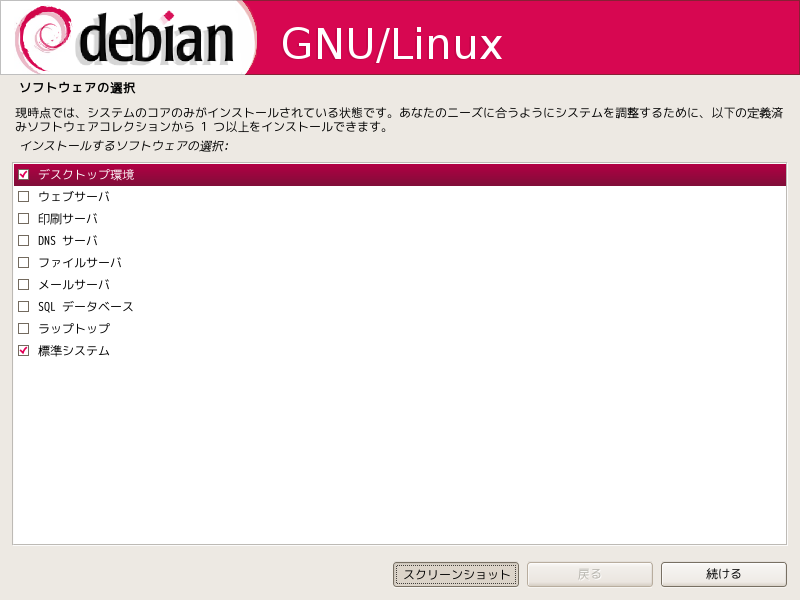 debian GNU/Linux
ソフトウェアの選択
現時点では、システムのコアのみがインストールされている状態です。あなたのニーズに合うようにシステムを調整するために、以下の定義済
みソフトウェアコレクションから 1 つ以上をインストールできます。
インストールするソフトウェアの選択:
デスクトップ環境
ウェブサーバ
印刷サーバ
DNS サーバ
ファイルサーバ
メールサーバ
SQL データベース
ラップトップ
標準システム
スクリーンショット 戻る 続ける